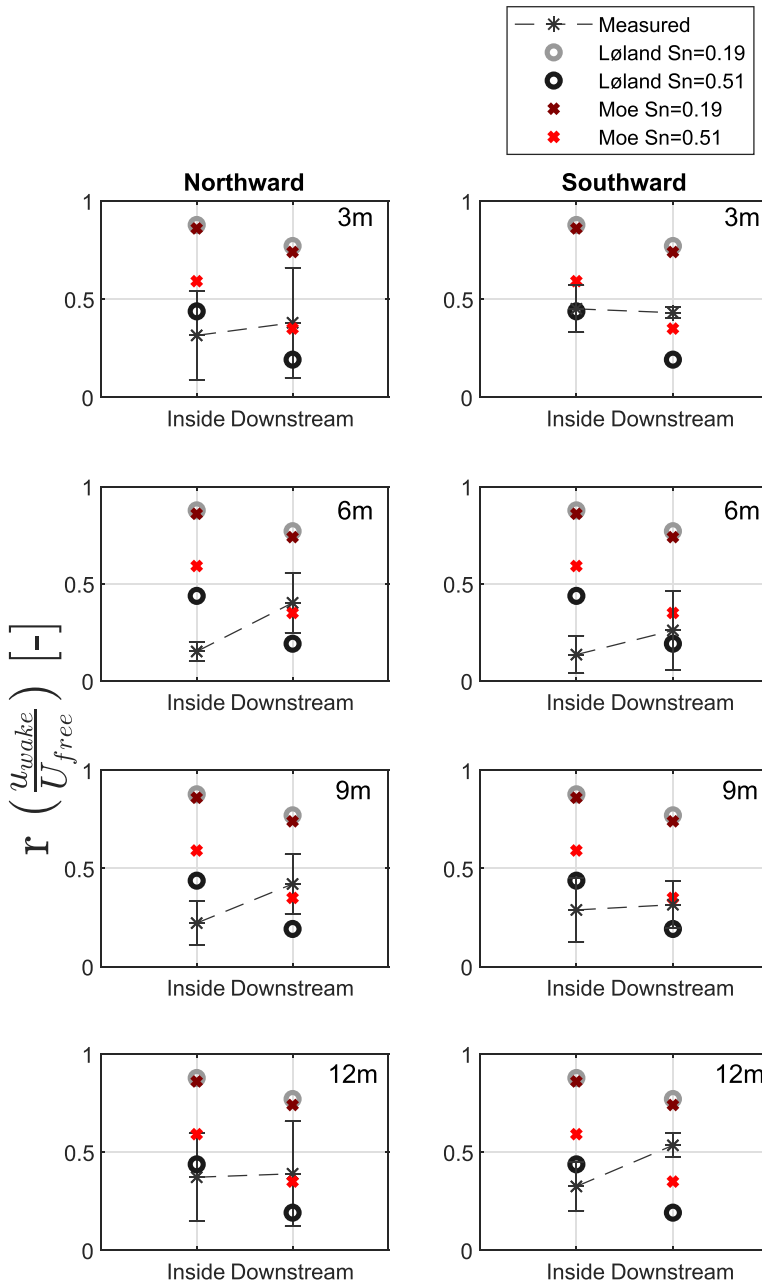 Measured
Løland Sn=0.19
Løland Sn=0.51
Moe Sn=0.19
Moe Sn=0.51
Northward
Southward
1
3m
0.5
0
Inside Downstream
1
3m
0.5
0
Inside Downstream
1
6m
0.5
0
Inside Downstream
1
6m
0.5
0
Inside Downstream
r (u_wake/U_free) [-]
1
9m
0.5
0
Inside Downstream
1
9m
0.5
0
Inside Downstream
1
12m
0.5
0
Inside Downstream
1
12m
0.5
0
Inside Downstream